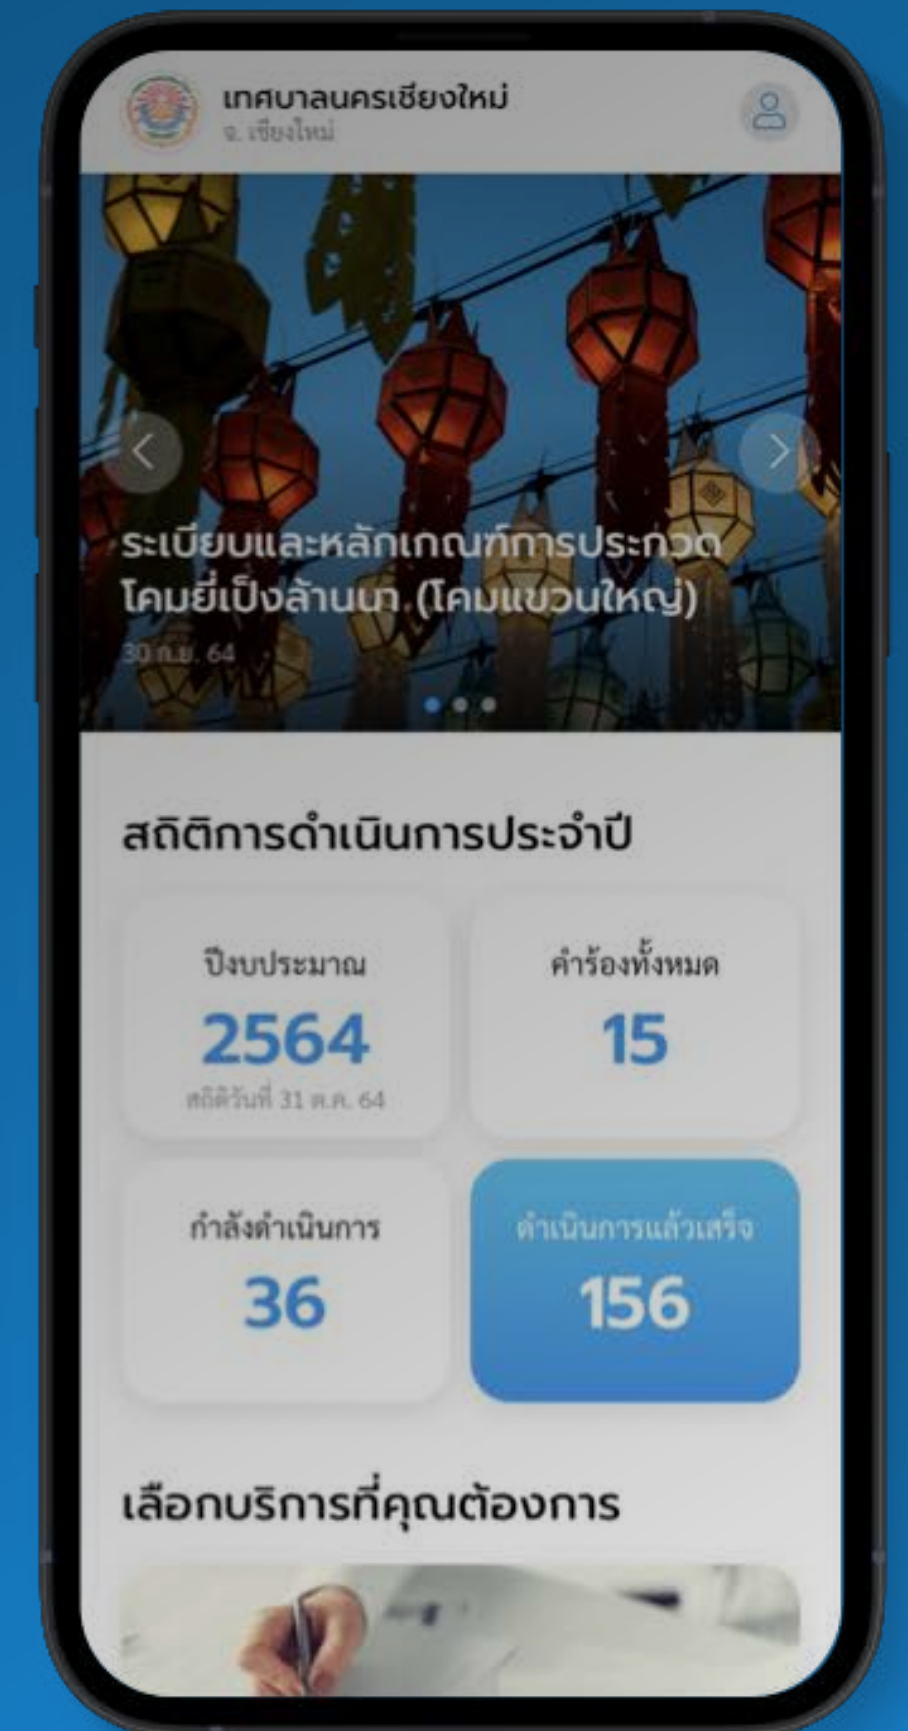 เทศบาลนครเชียงใหม่
จ. เชียงใหม่
ระเบียบและหลักเกณฑ์การประกวด
โคมยี่เป็งล้านนา (โคมแขวนใหญ่)
30 ก.ย. 64
สถิติการดำเนินการประจำปี
ปีงบประมาณ
2564
สถิติวันที่ 31 ต.ค. 64
คำร้องทั้งหมด
15
กำลังดำเนินการ
36
ดำเนินการแล้วเสร็จ
156
เลือกบริการที่คุณต้องการ